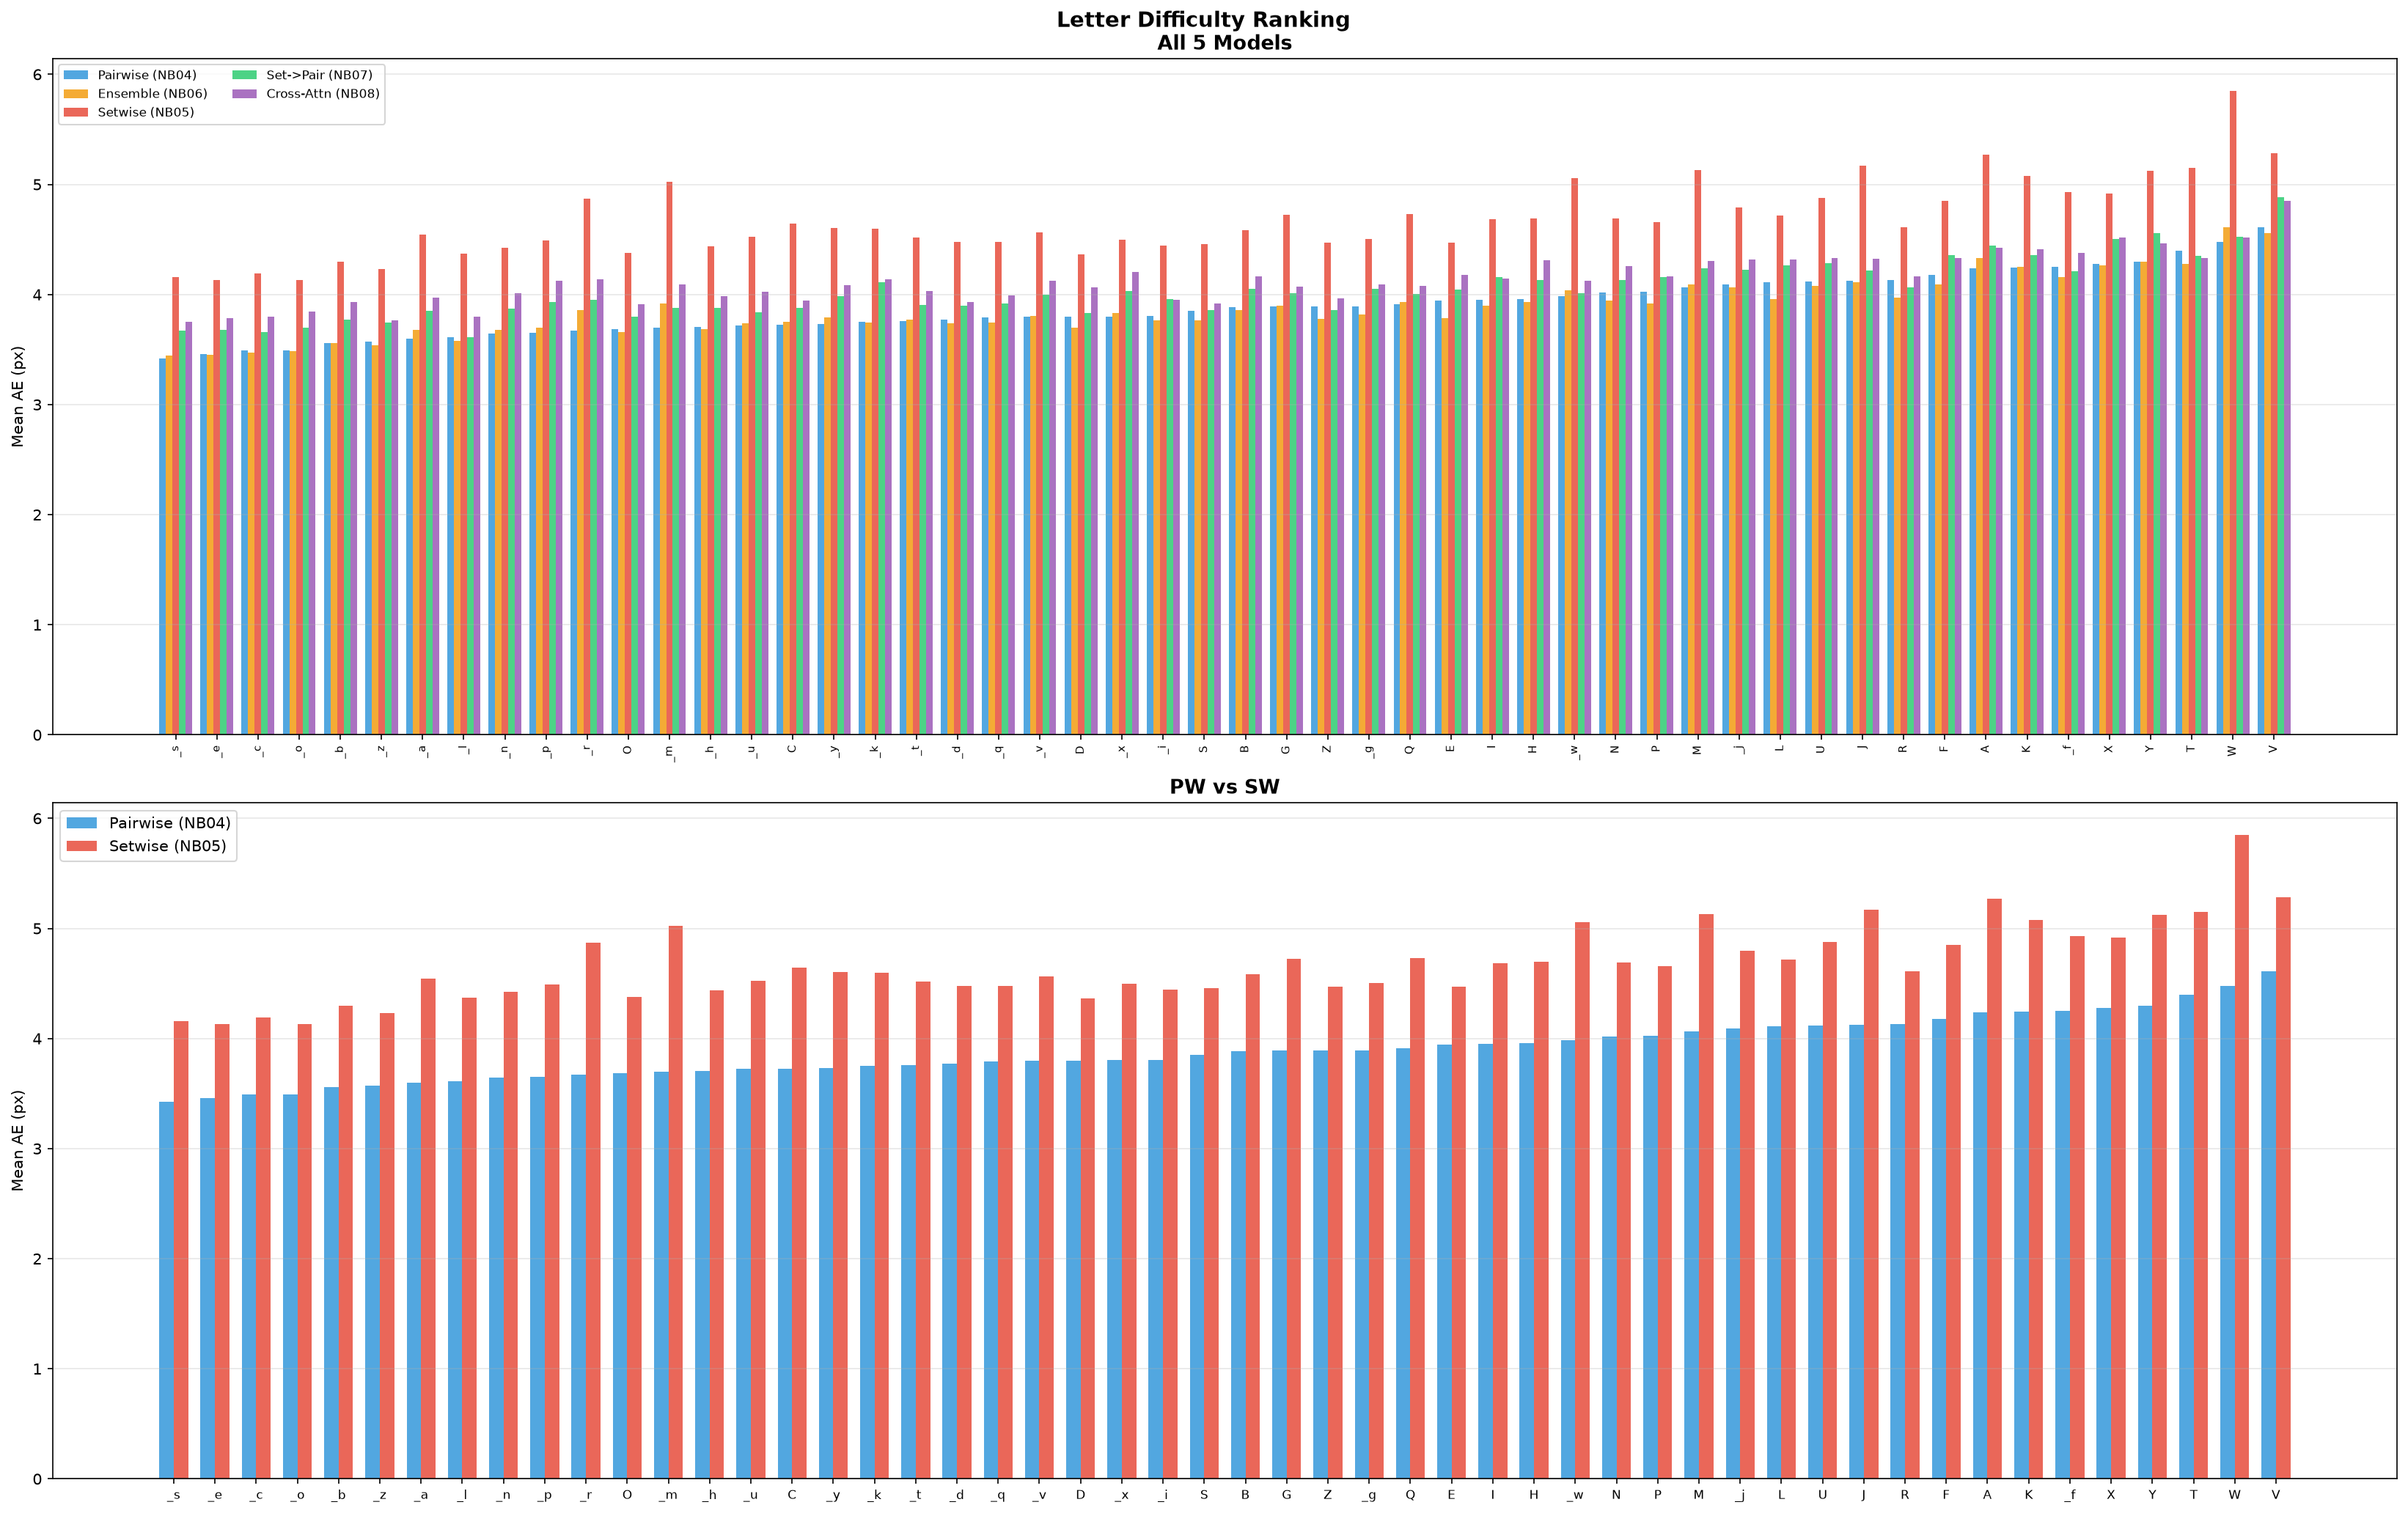 Letter Difficulty Ranking
All 5 Models
Pairwise (NB04)
Ensemble (NB06)
Setwise (NB05)
Set->Pair (NB07)
Cross-Attn (NB08)
Mean AE (px)
6
5
4
3
2
1
0
_s _e _c _o _b _z _a _l _n _p _r O _m _h _u C _y _k _t _d _q _v D _x _i S B G Z _g Q E I H _w N P M _j L U J R F A K _f X Y T W V
PW vs SW
Pairwise (NB04)
Setwise (NB05)
Mean AE (px)
6
5
4
3
2
1
0
_s _e _c _o _b _z _a _l _n _p _r O _m _h _u C _y _k _t _d _q _v D _x _i S B G Z _g Q E I H _w N P M _j L U J R F A K _f X Y T W V